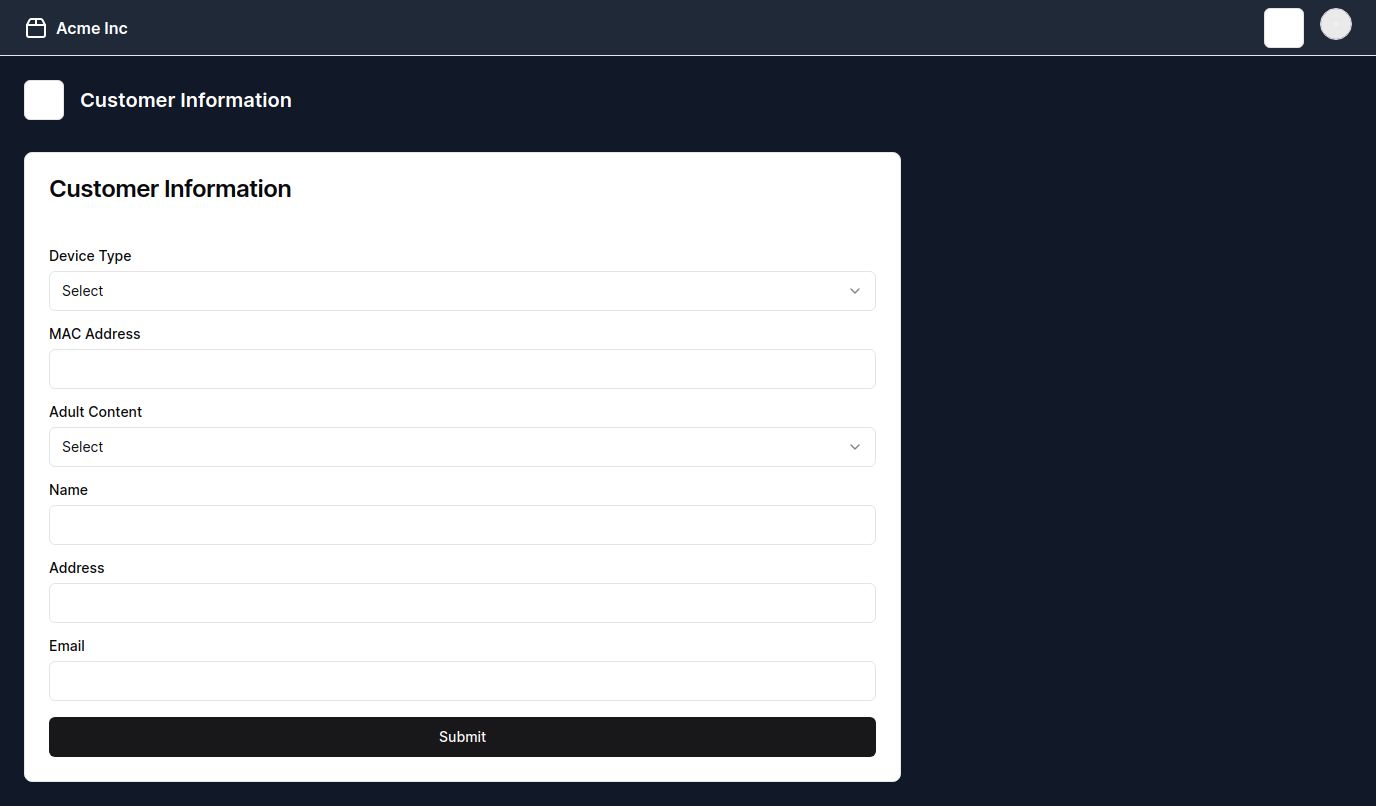 Acme Inc
Customer Information
Customer Information
Device Type
Select
MAC Address
Adult Content
Select
Name
Address
Email
Submit